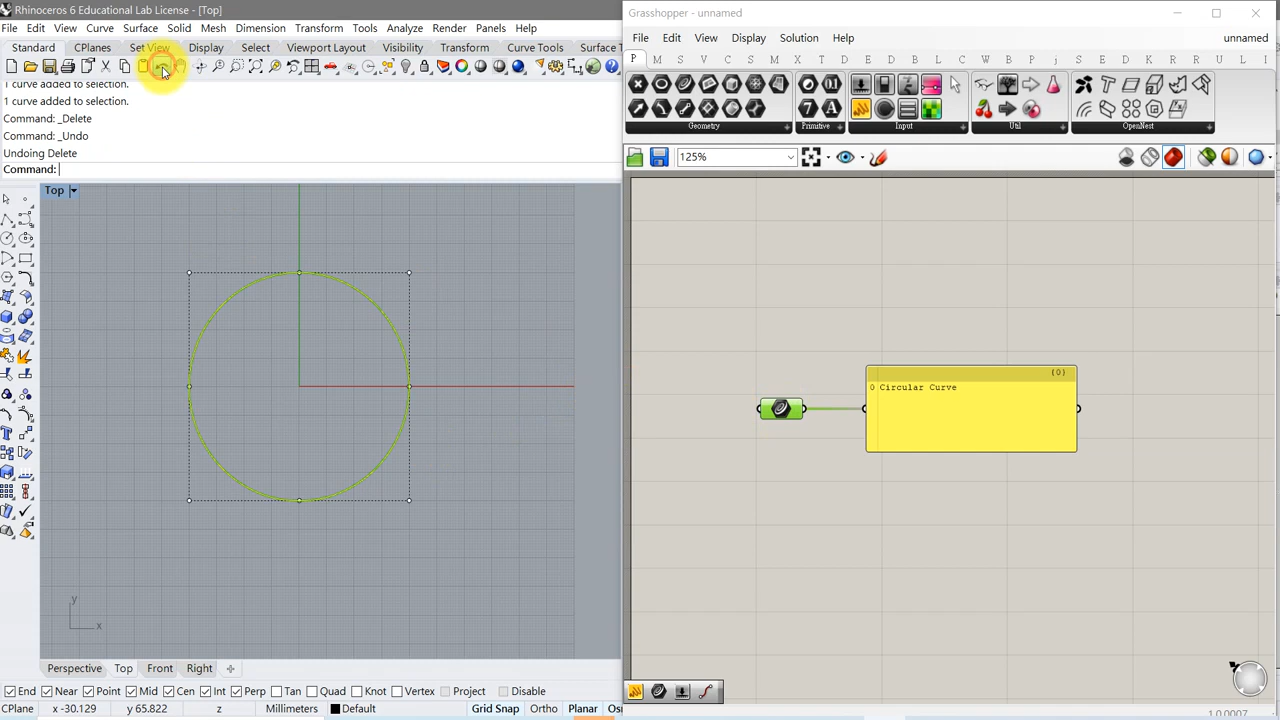 Rhinoceros 6 Educational Lab License - [Top]
File Edit View Curve Surface Solid Mesh Dimension Transform Tools Analyze Render Panels Help
Standard CPlanes Set View Display Select Viewport Layout Visibility Transform Curve Tools Surface T
1 curve added to selection.
1 curve added to selection.
Command: _Delete
Command: _Undo
Undoing Delete
Command:
Top
y
x
Perspective Top Front Right
End Near Point Mid Cen Int Perp Tan Quad Knot Vertex Project Disable
CPlane x -30.129 y 65.822 z Millimeters Default Grid Snap Ortho Planar Osn
Grasshopper - unnamed
File Edit View Display Solution Help unnamed
P M S V C S M I T D W B L E C D P G F H E K K A j S O S I
Geometry Primitive Input Util OpenNest
125%
{0}
0 Circular Curve
1.0.0007